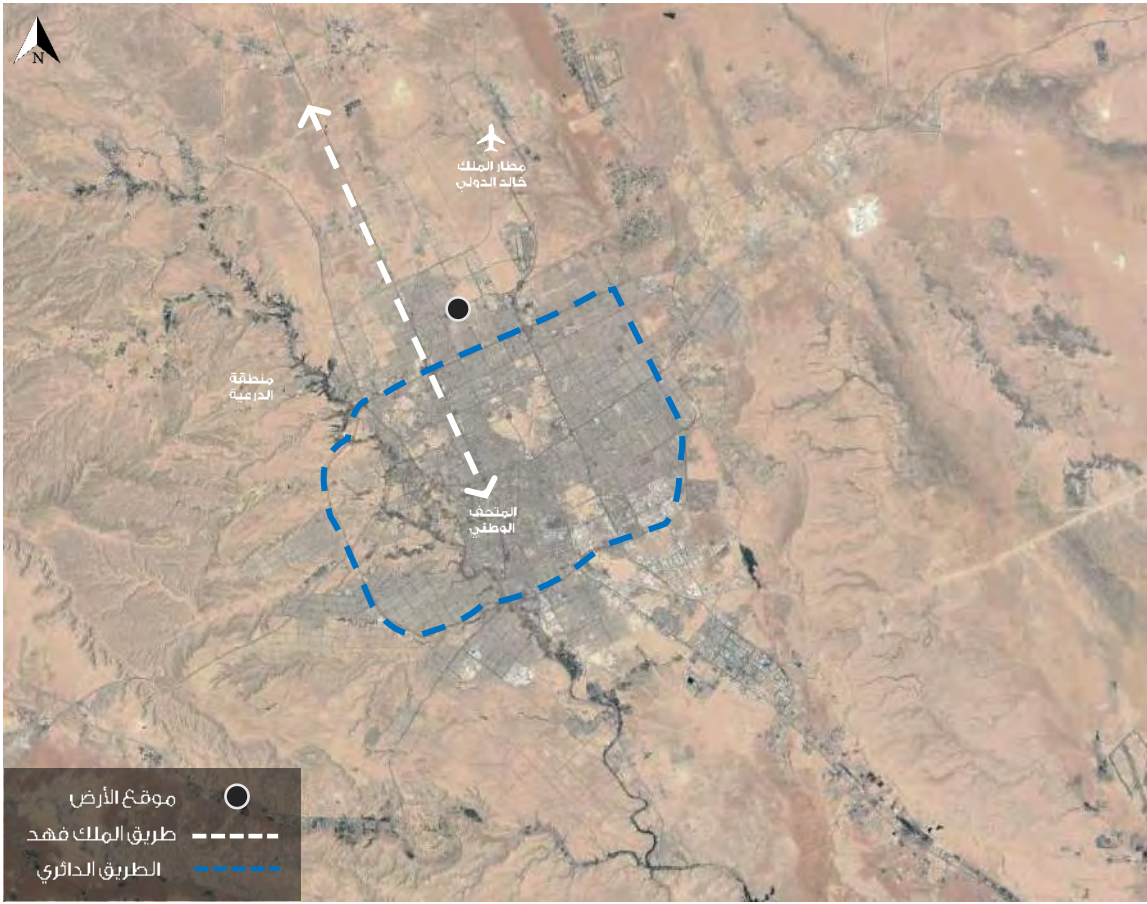 N
مطار الملك
خالد الدولي
منطقة
الدرعية
المتحف
الوطني
موقع الأرض
طريق الملك فهد
الطريق الدائري